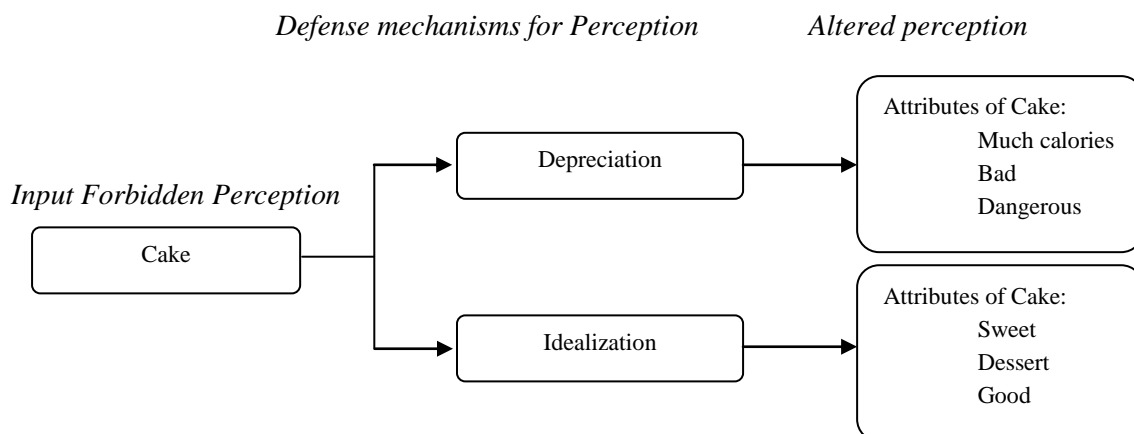 Defense mechanisms for Perception
Altered perception
Input Forbidden Perception
Cake
Depreciation
Attributes of Cake:
Much calories
Bad
Dangerous
Idealization
Attributes of Cake:
Sweet
Dessert
Good